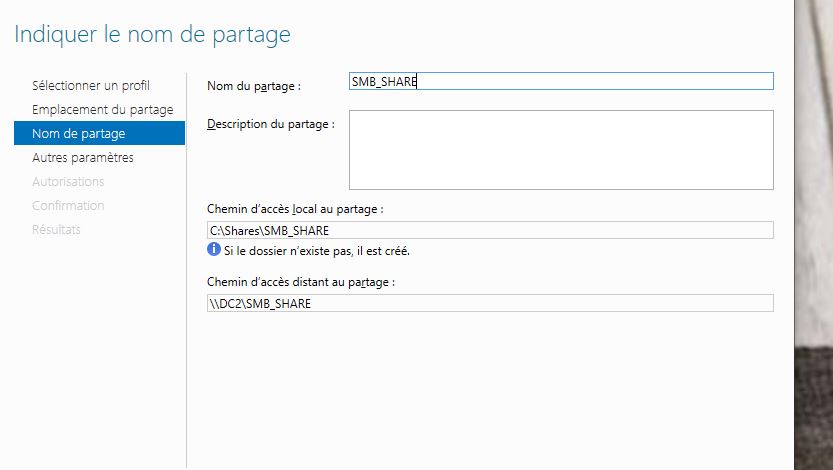 Indiquer le nom de partage
Sélectionner un profil
Emplacement du partage
Nom de partage
Autres paramètres
Autorisations
Confirmation
Résultats
Nom du partage :
SMB_SHARE
Description du partage :
Chemin d'accès local au partage :
C:\Shares\SMB_SHARE
Si le dossier n'existe pas, il est créé.
Chemin d'accès distant au partage :
\\DC2\SMB_SHARE